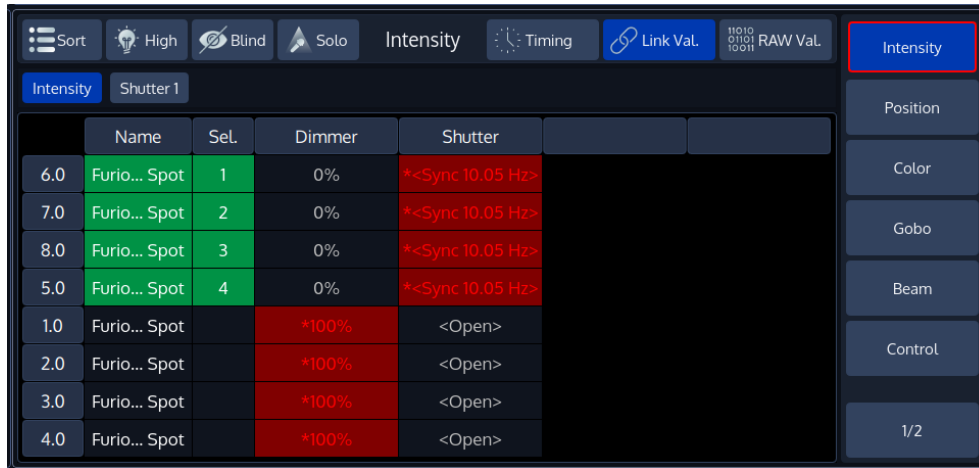 Sort High Blind Solo Intensity Timing Link Val. 11010 01101 10011 RAW Val. Intensity
Intensity Shutter 1
Position
Name Sel. Dimmer Shutter
6.0 Furio... Spot 1 0% *<Sync 10.05 Hz>
Color
7.0 Furio... Spot 2 0% *<Sync 10.05 Hz>
Gobo
8.0 Furio... Spot 3 0% *<Sync 10.05 Hz>
5.0 Furio... Spot 4 0% *<Sync 10.05 Hz>
Beam
1.0 Furio... Spot *100% <Open>
Control
2.0 Furio... Spot *100% <Open>
3.0 Furio... Spot *100% <Open>
4.0 Furio... Spot *100% <Open>
1/2